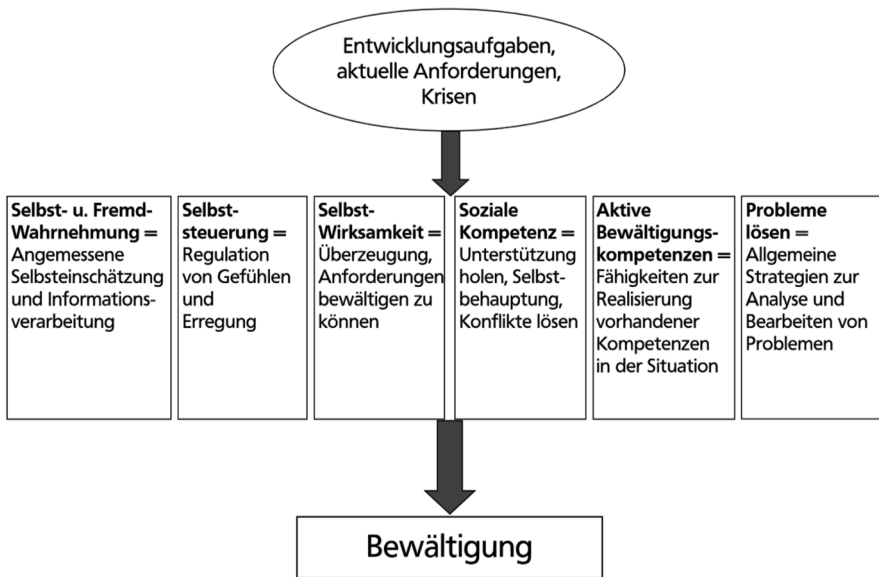 Entwicklungsaufgaben,
aktuelle Anforderungen,
Krisen
Selbst- u. Fremd-
Wahrnehmung =
Angemessene
Selbsteinschätzung
und Informations-
verarbeitung
Selbst-
steuerung =
Regulation
von Gefühlen
und
Erregung
Selbst-
Wirksamkeit =
Überzeugung,
Anforderungen
bewältigen zu
können
Soziale
Kompetenz =
Unterstützung
holen, Selbst-
behauptung,
Konflikte lösen
Aktive
Bewältigungs-
kompetenzen =
Fähigkeiten zur
Realisierung
vorhandener
Kompetenzen
in der Situation
Probleme
lösen =
Allgemeine
Strategien zur
Analyse und
Bearbeiten von
Problemen
Bewältigung